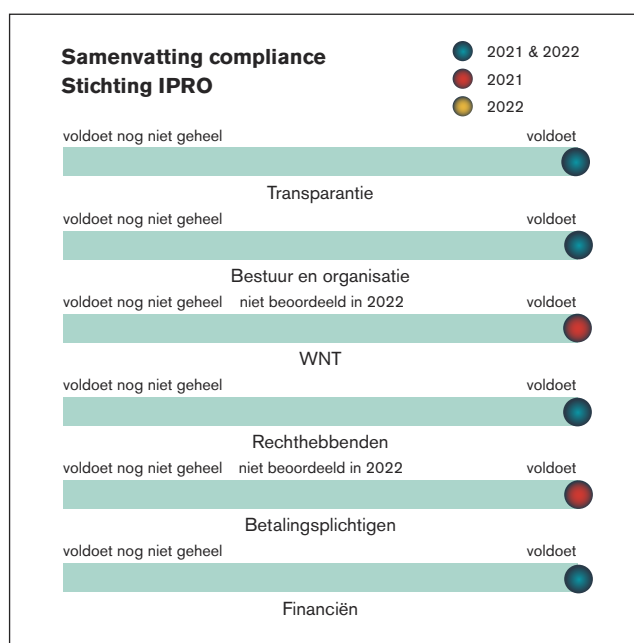 Samenvatting compliance
Stichting IPRO
2021 & 2022
2021
2022
voldoet nog niet geheel voldoet
Transparantie
voldoet nog niet geheel voldoet
Bestuur en organisatie
voldoet nog niet geheel niet beoordeeld in 2022 voldoet
WNT
voldoet nog niet geheel voldoet
Rechthebbenden
voldoet nog niet geheel niet beoordeeld in 2022 voldoet
Betalingsplichtigen
voldoet nog niet geheel voldoet
Financiën